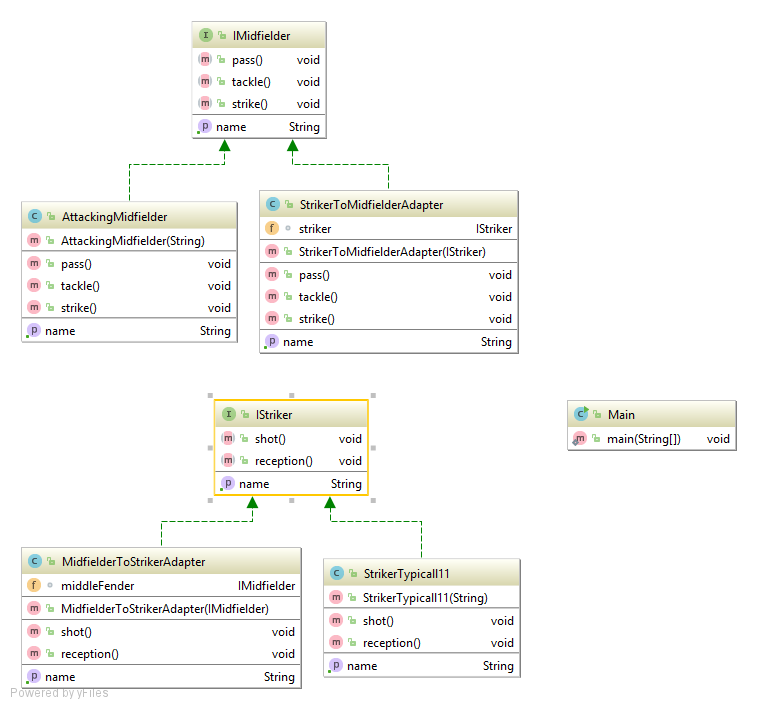 IMidfielder
pass() void
tackle() void
strike() void
name String
AttackingMidfielder
AttackingMidfielder(String)
pass() void
tackle() void
strike() void
name String
StrikerToMidfielderAdapter
striker IStriker
StrikerToMidfielderAdapter(IStriker)
pass() void
tackle() void
strike() void
name String
IStriker
shot() void
reception() void
name String
Main
main(String[]) void
MidfielderToStrikerAdapter
middleFender IMidfielder
MidfielderToStrikerAdapter(IMidfielder)
shot() void
reception() void
name String
StrikerTypicall11
StrikerTypicall11(String)
shot() void
reception() void
name String
Powered by yFiles